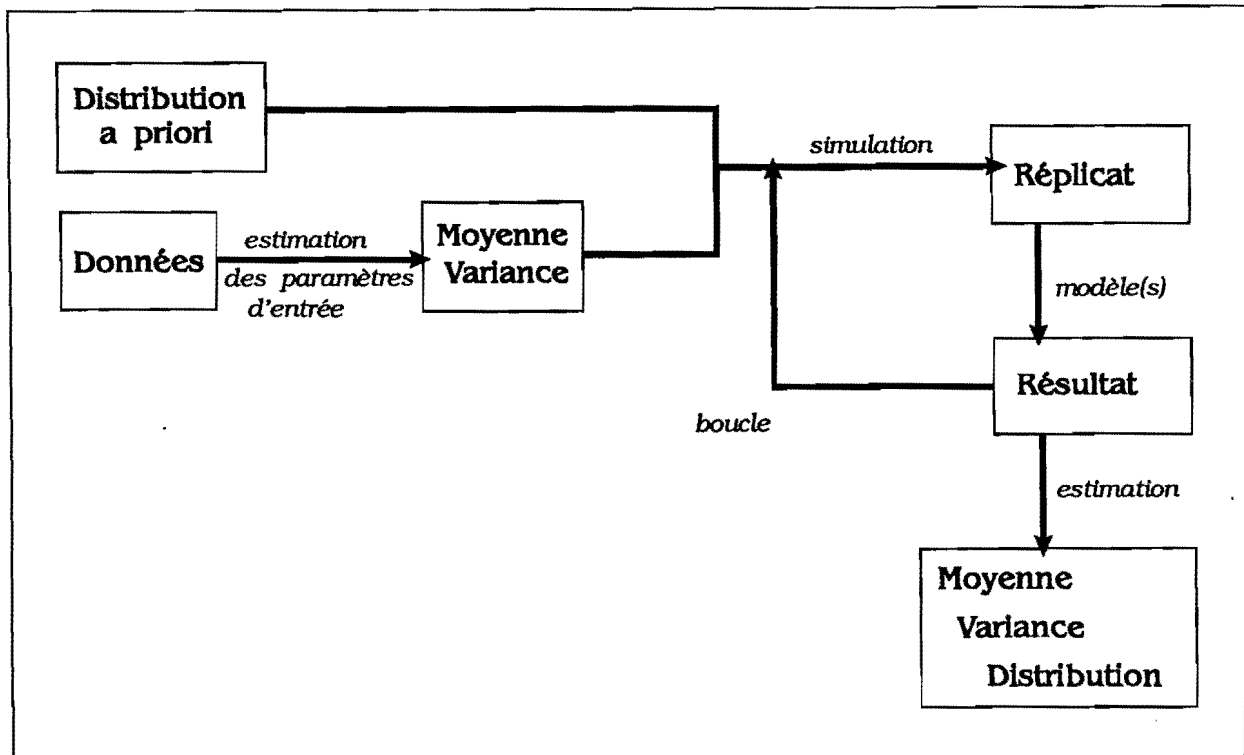 Distribution
a priori
simulation
Réplicat
Données
estimation
des paramètres
d'entrée
Moyenne
Variance
modèle(s)
Résultat
boucle
estimation
Moyenne
Variance
Distribution